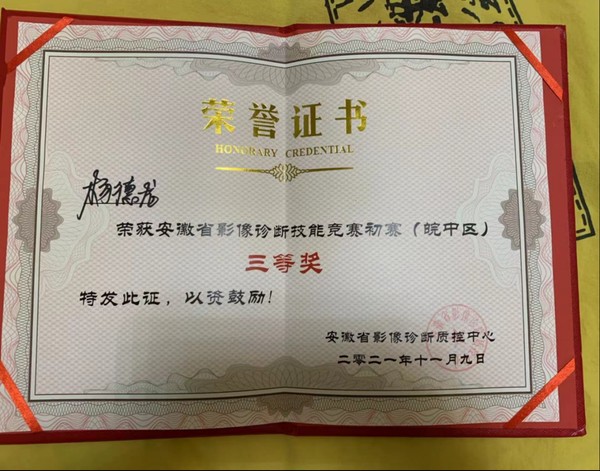 荣誉证书
HONORARY CREDENTIAL
杨德我
荣获安徽省影像诊断技能竞赛初赛（皖中区）
三等奖
特发此证，以资鼓励！
安徽省影像诊断质控中心
二零二一年十一月九日